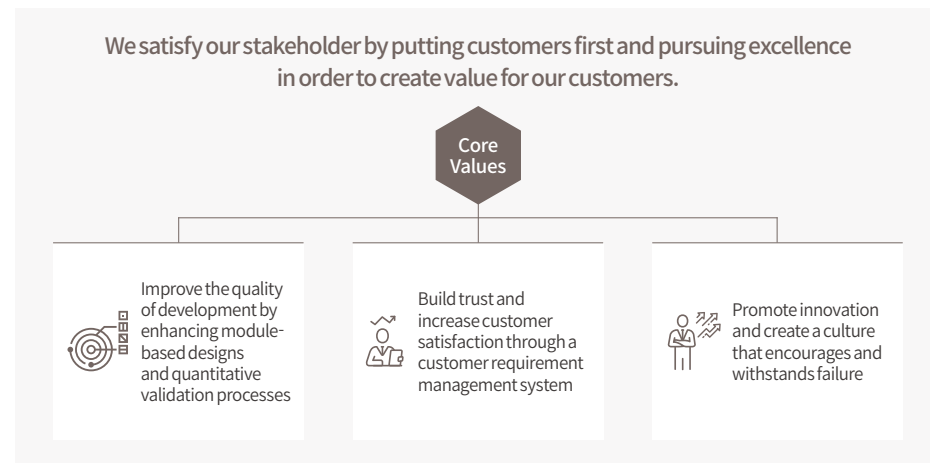 We satisfy our stakeholder by putting customers first and pursuing excellence
in order to create value for our customers.
Core
Values
Improve the quality
of development by
enhancing module-
based designs
and quantitative
validation processes
Build trust and
increase customer
satisfaction through a
customer requirement
management system
Promote innovation
and create a culture
that encourages and
withstands failure